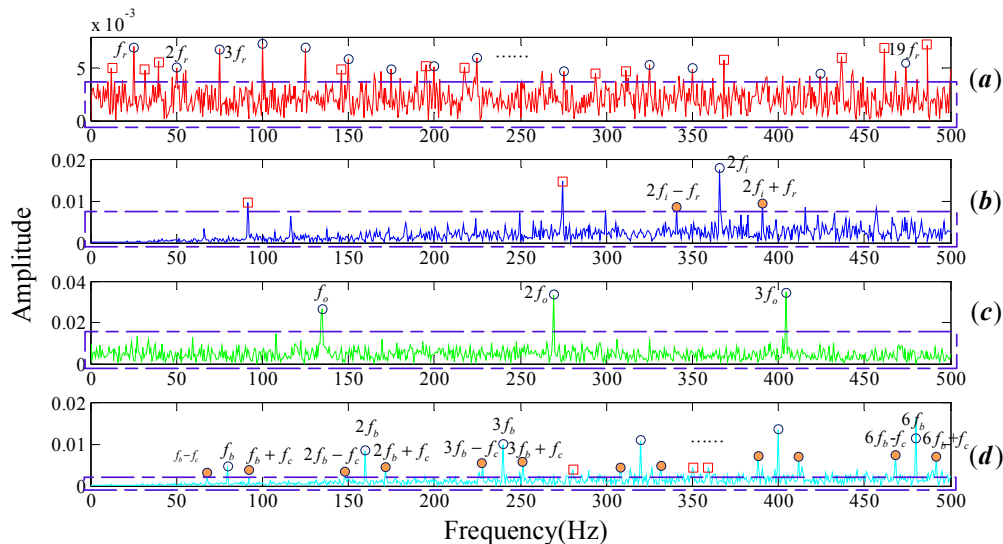 x 10⁻³
f_r 2f_r 3f_r ...... 19f_r
5
0
0 50 100 150 200 250 300 350 400 450 500
(a)
0.02
2f_i
2f_i − f_r 2f_i + f_r
0.01
0
0 50 100 150 200 250 300 350 400 450 500
(b)
Amplitude
0.04
f_o 2f_o 3f_o
0.02
0
0 50 100 150 200 250 300 350 400 450 500
(c)
0.02
2f_b 3f_b ...... 6f_b
f_b−f_c f_b f_b + f_c 2f_b − f_c 2f_b + f_c 3f_b − f_c 3f_b + f_c 6f_b-f_c 6f_b+f_c
0.01
0
0 50 100 150 200 250 300 350 400 450 500
(d)
Frequency(Hz)